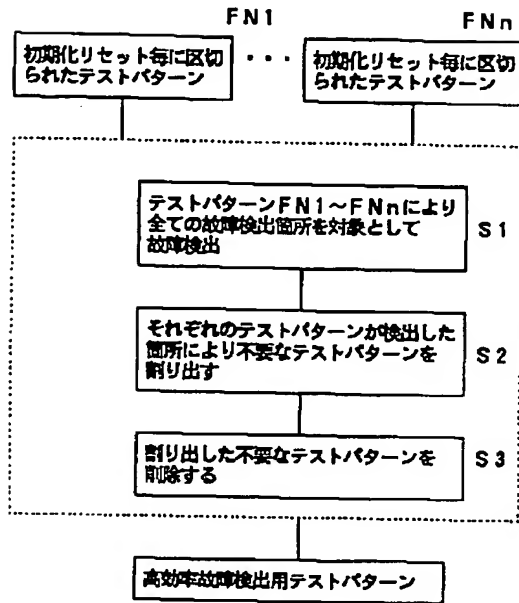 FN1
FNn
初期化リセット毎に区切
られたテストパターン
・・・
初期化リセット毎に区切
られたテストパターン
テストパターンFN1～FNnにより
全ての故障検出箇所を対象として
故障検出
S1
それぞれのテストパターンが検出した
箇所により不要なテストパターンを
割り出す
S2
割り出した不要なテストパターンを
削除する
S3
高効率故障検出用テストパターン